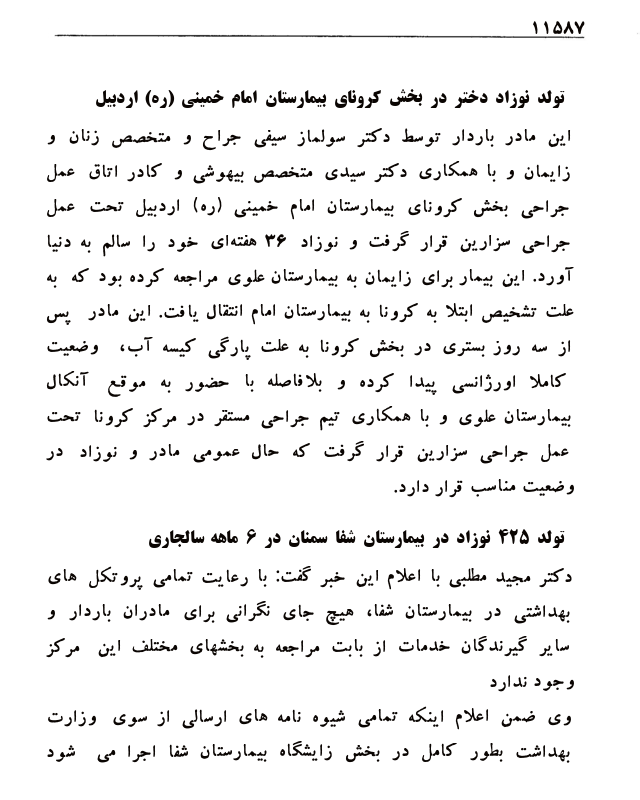 ۱۱۵۸۷
تولد نوزاد دختر در بخش کرونای بیمارستان امام خمینی (ره) اردبیل
این مادر باردار توسط دکتر سولماز سیفی جراح و متخصص زنان و
زایمان و با همکاری دکتر سیدی متخصص بیهوشی و کادر اتاق عمل
جراحی بخش کرونای بیمارستان امام خمینی (ره) اردبیل تحت عمل
جراحی سزارین قرار گرفت و نوزاد ۳۶ هفته‌ای خود را سالم به دنیا
آورد. این بیمار برای زایمان به بیمارستان علوی مراجعه کرده بود که به
علت تشخیص ابتلا به کرونا به بیمارستان امام انتقال یافت. این مادر پس
از سه روز بستری در بخش کرونا به علت پارگی کیسه آب، وضعیت
کاملا اورژانسی پیدا کرده و بلافاصله با حضور به موقع آنکال
بیمارستان علوی و با همکاری تیم جراحی مستقر در مرکز کرونا تحت
عمل جراحی سزارین قرار گرفت که حال عمومی مادر و نوزاد در
وضعیت مناسب قرار دارد.
تولد ۴۲۵ نوزاد در بیمارستان شفا سمنان در ۶ ماهه سالجاری
دکتر مجید مطلبی با اعلام این خبر گفت: با رعایت تمامی پروتکل های
بهداشتی در بیمارستان شفا، هیچ جای نگرانی برای مادران باردار و
سایر گیرندگان خدمات از بابت مراجعه به بخشهای مختلف این مرکز
وجود ندارد
وی ضمن اعلام اینکه تمامی شیوه نامه های ارسالی از سوی وزارت
بهداشت بطور کامل در بخش زایشگاه بیمارستان شفا اجرا می شود